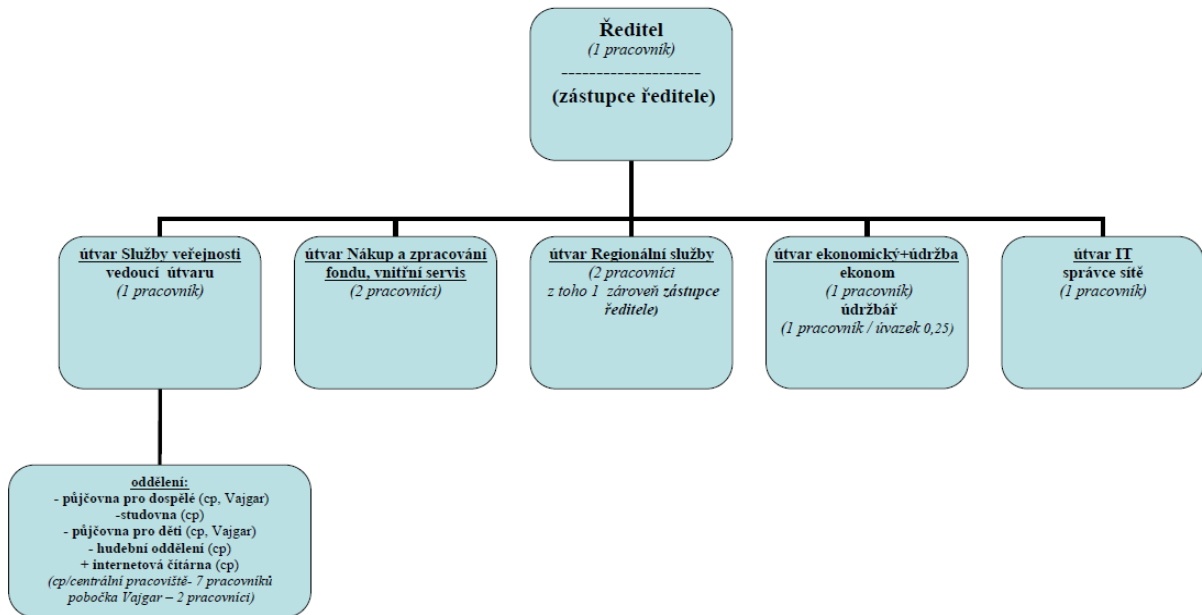 Ředitel
(1 pracovník)
--------------------
(zástupce ředitele)
útvar Služby veřejnosti
vedoucí útvaru
(1 pracovník)
útvar Nákup a zpracování
fondu, vnitřní servis
(2 pracovníci)
útvar Regionální služby
(2 pracovníci
z toho 1 zároveň zástupce
ředitele)
útvar ekonomický+údržba
ekonom
(1 pracovník)
údržbář
(1 pracovník / úvazek 0,25)
útvar IT
správce sítě
(1 pracovník)
oddělení:
- půjčovna pro dospělé (cp, Vajgar)
-studovna (cp)
- půjčovna pro děti (cp, Vajgar)
- hudební oddělení (cp)
+ internetová čítárna (cp)
(cp/centrální pracoviště- 7 pracovníků
pobočka Vajgar – 2 pracovníci)